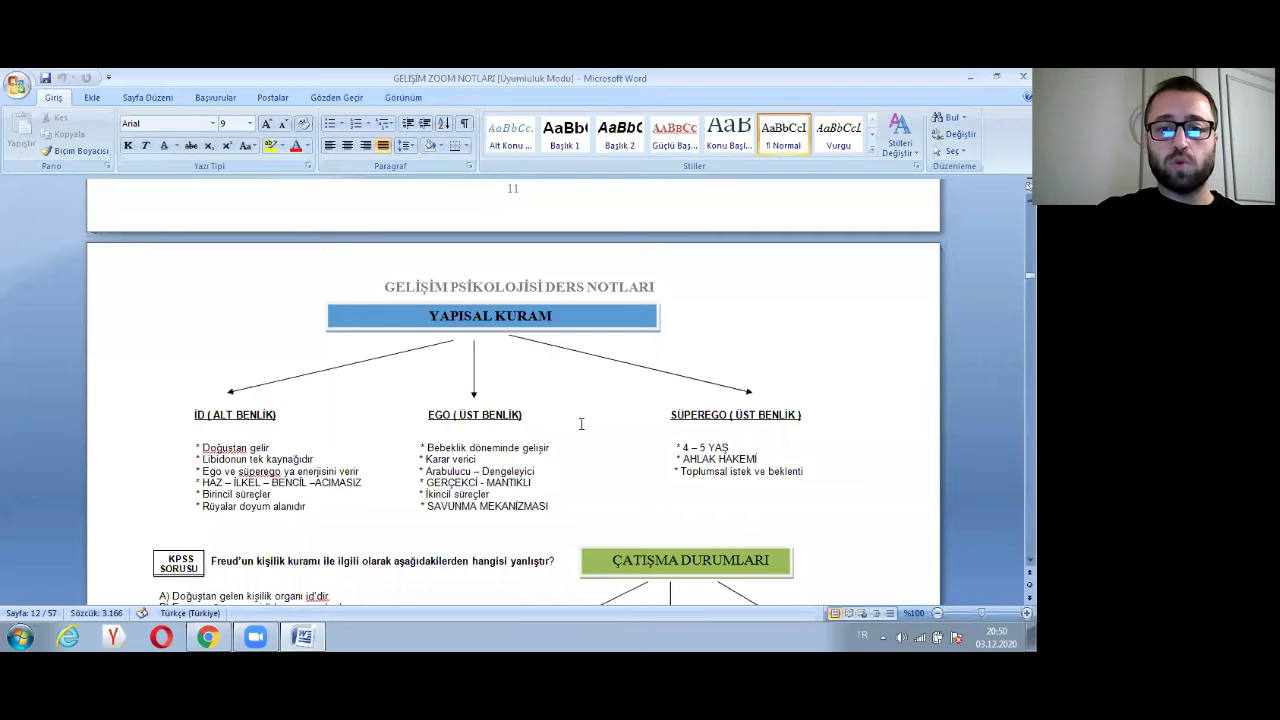 GELİŞİM ZOOM NOTLARI [Uyumluluk Modu] - Microsoft Word
Giriş Ekle Sayfa Düzeni Başvurular Postalar Gözden Geçir Görünüm
Kes
Kopyala
Yapıştır
Biçim Boyacısı
Pano
Arial 9
Yazı Tipi
Paragraf
AaBbCc. AaBbC AaBbCc AaBbCc AaB AaBbCcI AaBbCcL
Alt Konu ... Başlık 1 Başlık 2 Güçlü Baş... Konu Başl... ¶ Normal Vurgu
Stiller
Stilleri
Değiştir
Bul
Değiştir
Seç
Düzenleme
11
GELİŞİM PSİKOLOJİSİ DERS NOTLARI
YAPISAL KURAM
İD ( ALT BENLİK)
* Doğuştan gelir
* Libidonun tek kaynağıdır
* Ego ve süperego ya enerjisini verir
* HAZ – İLKEL – BENCİL –ACIMASIZ
* Birincil süreçler
* Rüyalar doyum alanıdır
EGO ( ÜST BENLİK)
* Bebeklik döneminde gelişir
* Karar verici
* Arabulucu – Dengeleyici
* GERÇEKCİ - MANTIKLI
* İkincil süreçler
* SAVUNMA MEKANİZMASI
SÜPEREGO ( ÜST BENLİK )
* 4 – 5 YAŞ
* AHLAK HAKEMİ
* Toplumsal istek ve beklenti
KPSS
SORUSU
Freud'un kişilik kuramı ile ilgili olarak aşağıdakilerden hangisi yanlıştır?
A) Doğuştan gelen kişilik organı id'dir.
ÇATIŞMA DURUMLARI
Sayfa: 12 / 57 Sözcük: 3.166 Türkçe (Türkiye) %100
TR
20:50
03.12.2020